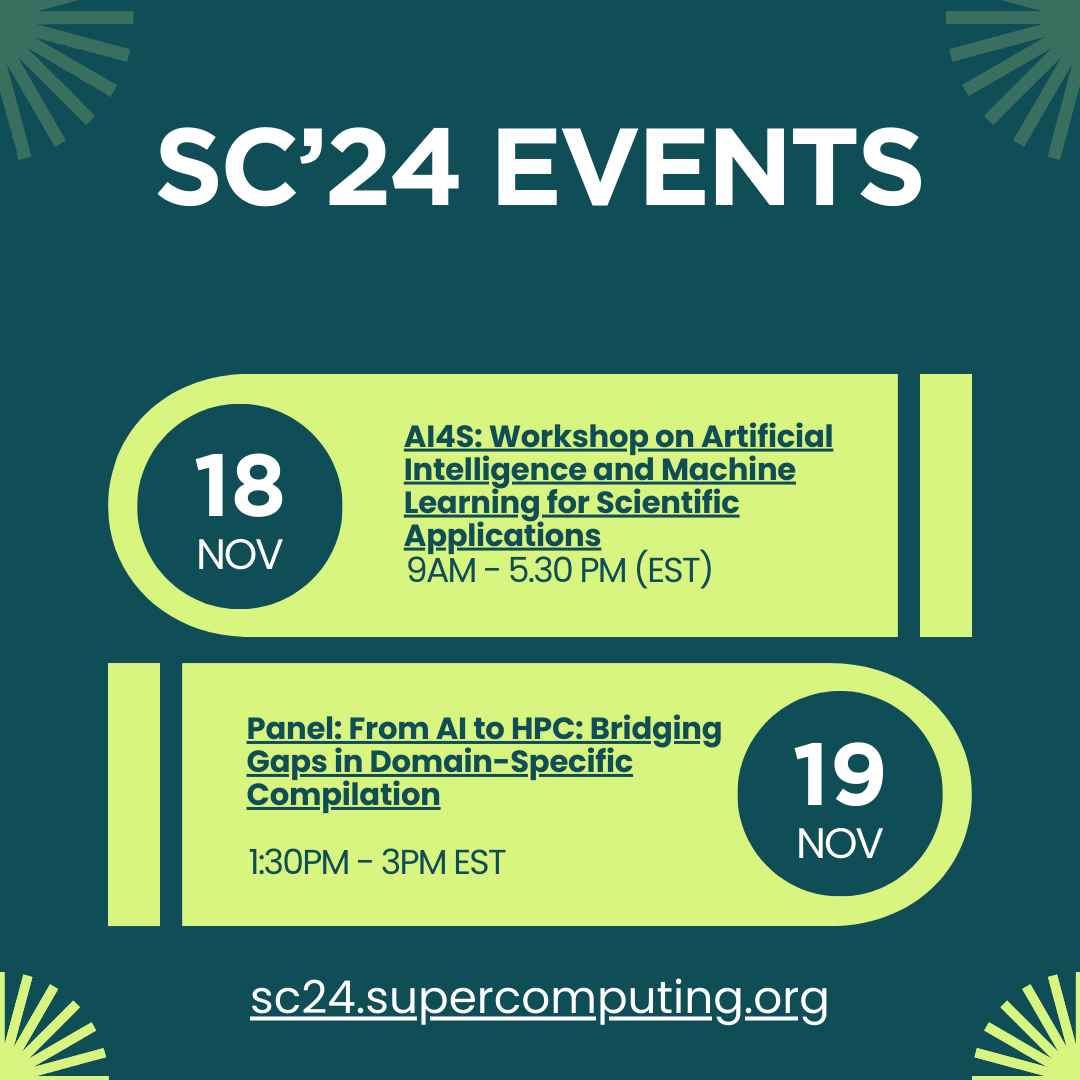 SC’24 EVENTS
18
NOV
AI4S: Workshop on Artificial
Intelligence and Machine
Learning for Scientific
Applications
9AM - 5.30 PM (EST)
Panel: From AI to HPC: Bridging
Gaps in Domain-Specific
Compilation
1:30PM - 3PM EST
19
NOV
sc24.supercomputing.org